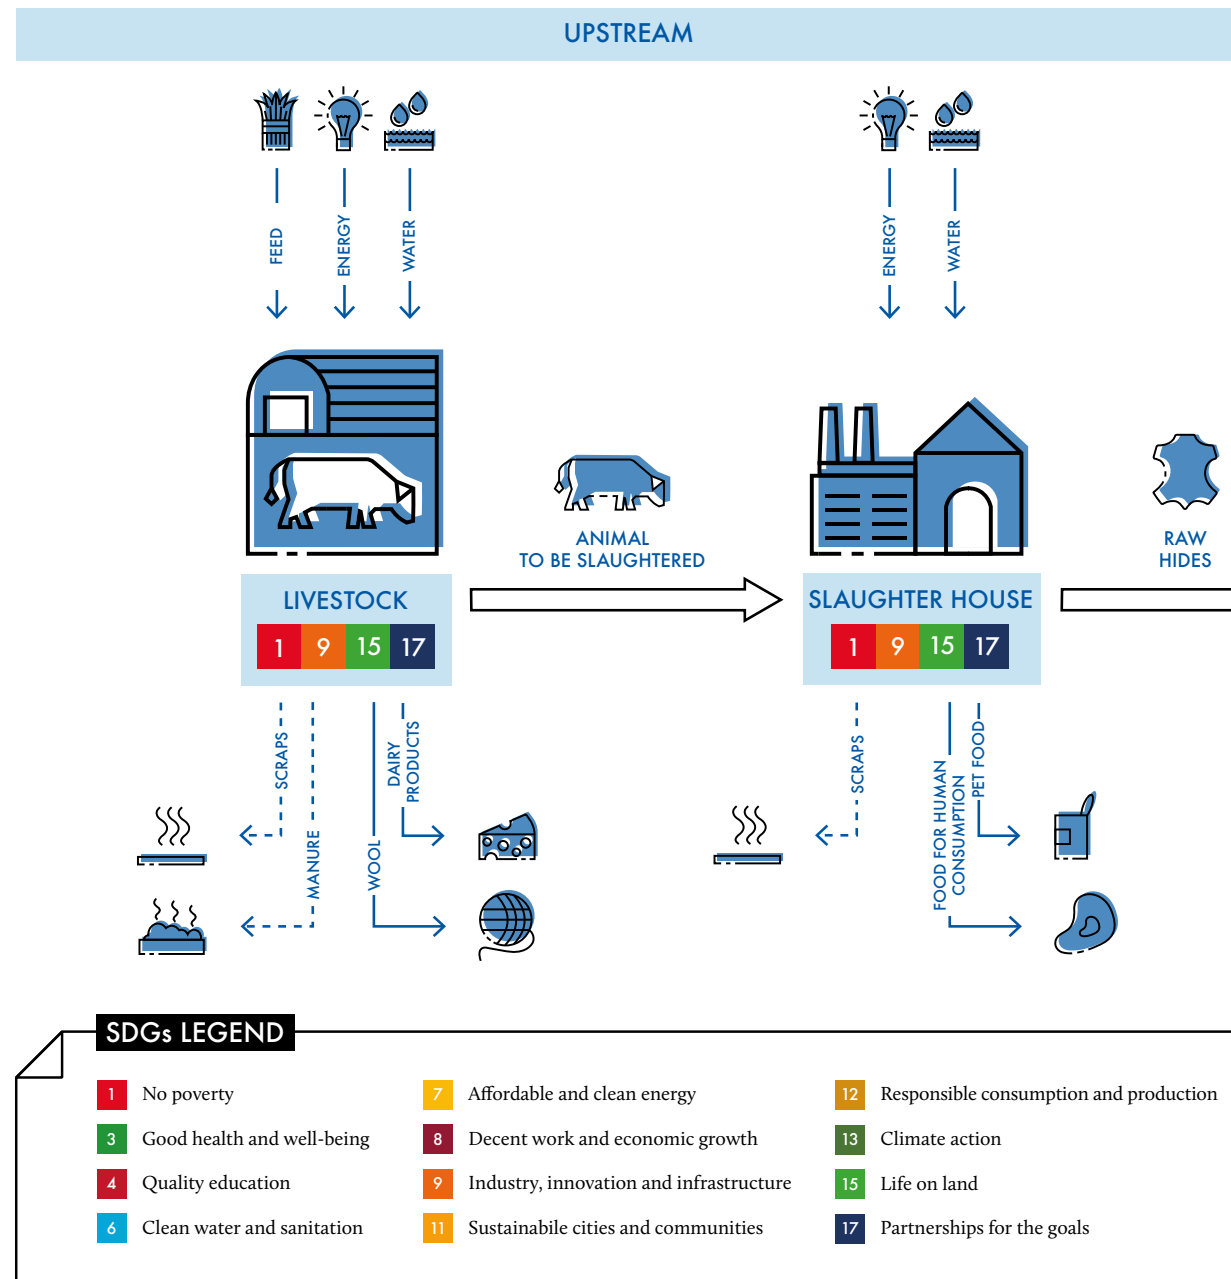 UPSTREAM
FEED
ENERGY
WATER
ENERGY
WATER
ANIMAL
TO BE SLAUGHTERED
RAW
HIDES
LIVESTOCK
1 9 15 17
SLAUGHTER HOUSE
1 9 15 17
SCRAPS
MANURE
WOOL
DAIRY
PRODUCTS
SCRAPS
FOOD FOR HUMAN
CONSUMPTION
PET FOOD
SDGs LEGEND
1 No poverty
3 Good health and well-being
4 Quality education
6 Clean water and sanitation
7 Affordable and clean energy
8 Decent work and economic growth
9 Industry, innovation and infrastructure
11 Sustainabile cities and communities
12 Responsible consumption and production
13 Climate action
15 Life on land
17 Partnerships for the goals